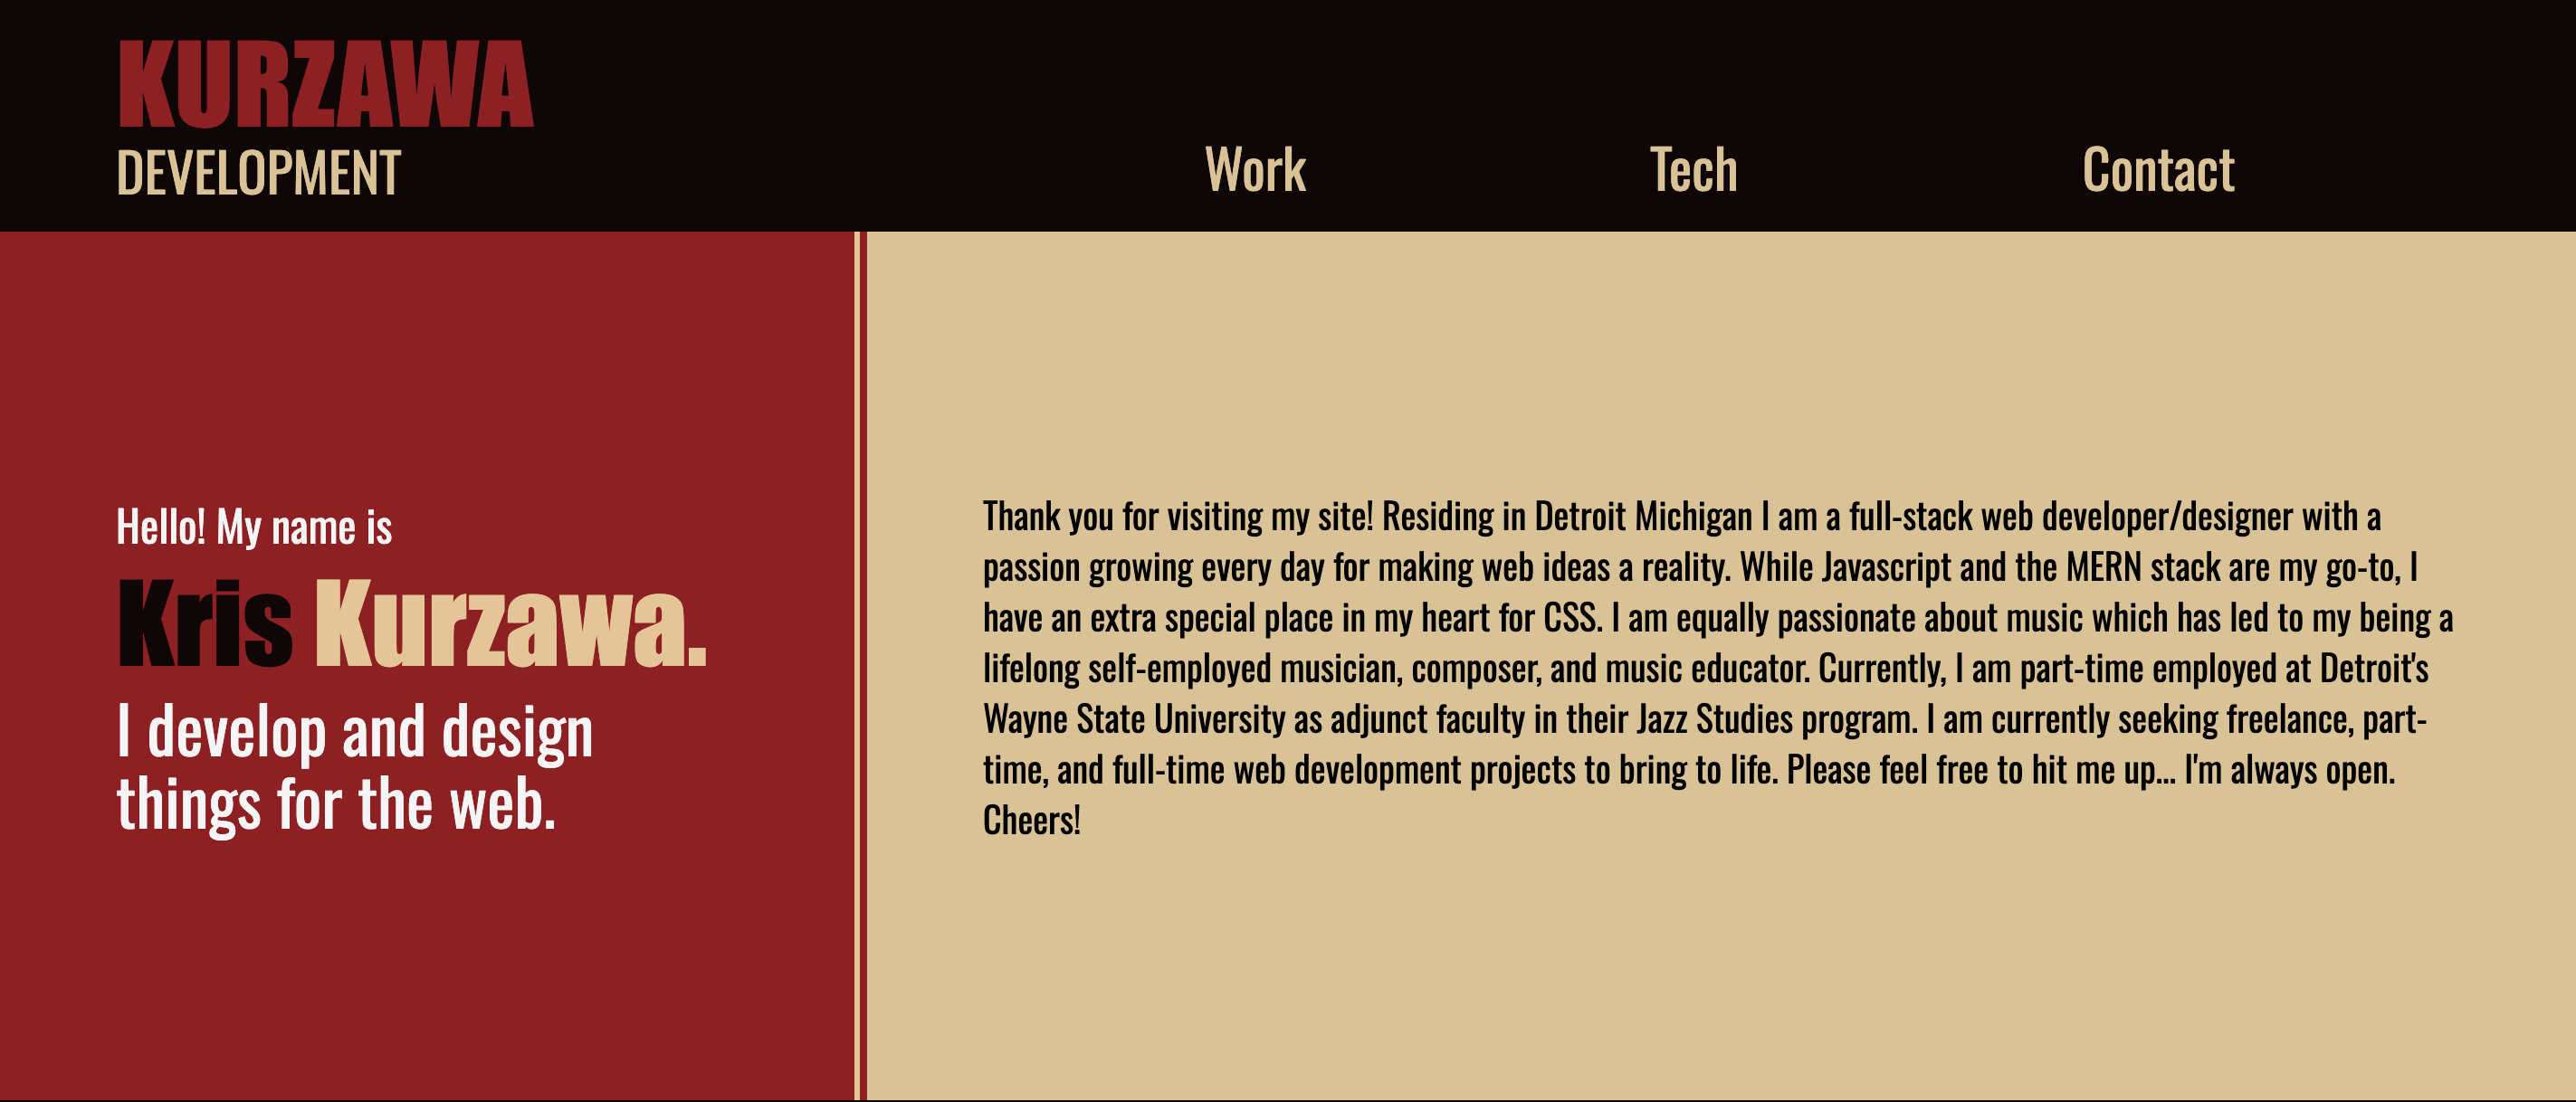 KURZAWA
DEVELOPMENT
Work
Tech
Contact
Hello! My name is
Kris Kurzawa.
I develop and design
things for the web.
Thank you for visiting my site! Residing in Detroit Michigan I am a full-stack web developer/designer with a
passion growing every day for making web ideas a reality. While Javascript and the MERN stack are my go-to, I
have an extra special place in my heart for CSS. I am equally passionate about music which has led to my being a
lifelong self-employed musician, composer, and music educator. Currently, I am part-time employed at Detroit's
Wayne State University as adjunct faculty in their Jazz Studies program. I am currently seeking freelance, part-
time, and full-time web development projects to bring to life. Please feel free to hit me up... I'm always open.
Cheers!